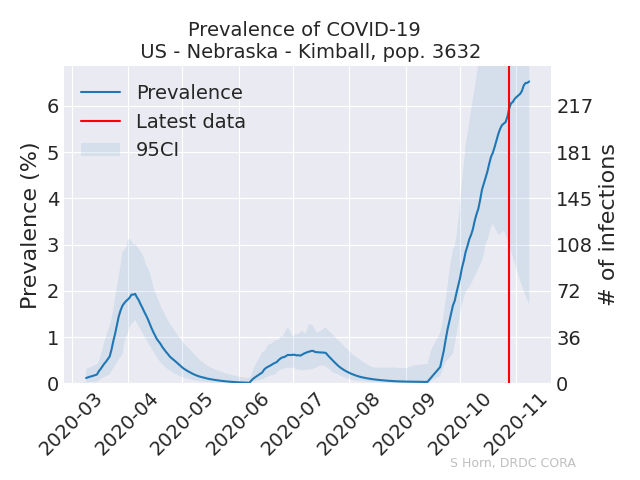 Prevalence of COVID-19
US - Nebraska - Kimball, pop. 3632
Prevalence
Latest data
95CI
Prevalence (%)
6
5
4
3
2
1
0
217
181
145
108
72
36
0
# of infections
2020-03
2020-04
2020-05
2020-06
2020-07
2020-08
2020-09
2020-10
2020-11
S Horn, DRDC CORA